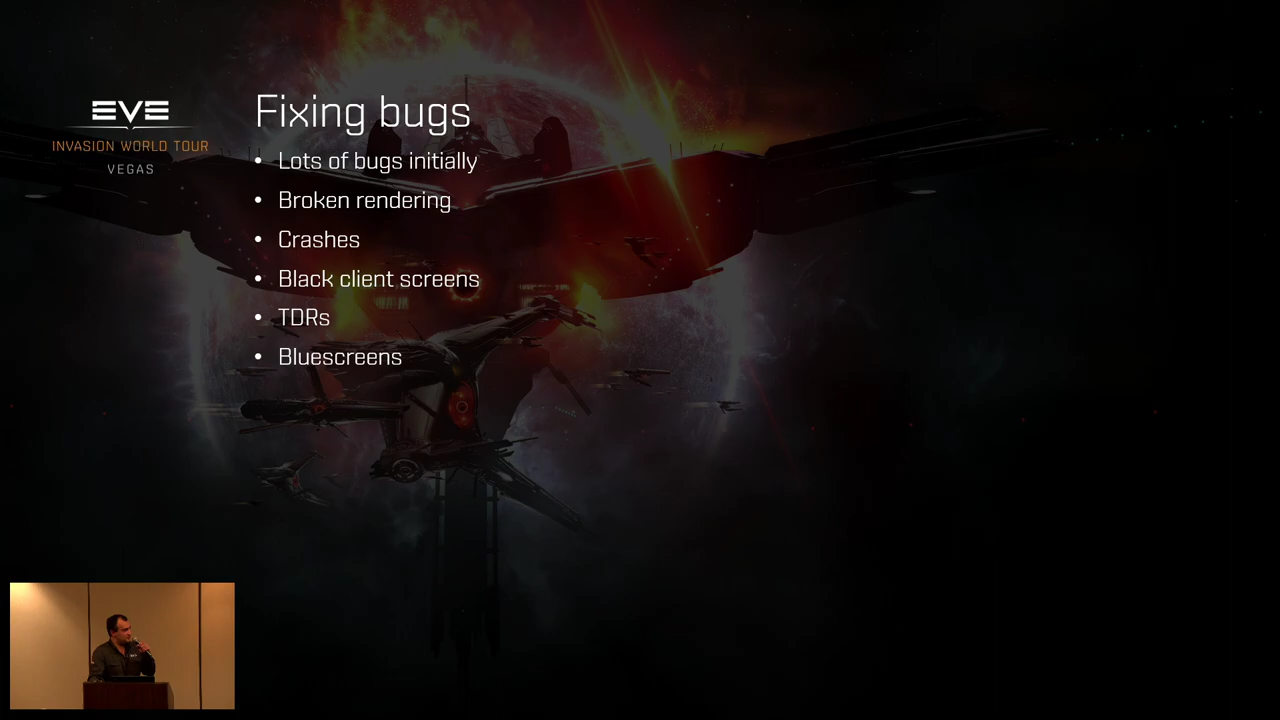 EVE
INVASION WORLD TOUR
VEGAS
Fixing bugs
• Lots of bugs initially
• Broken rendering
• Crashes
• Black client screens
• TDRs
• Bluescreens